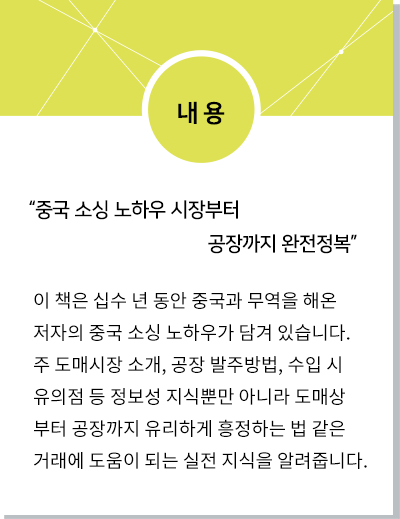 내 용
“중국 소싱 노하우 시장부터
공장까지 완전정복”
이 책은 십수 년 동안 중국과 무역을 해온
저자의 중국 소싱 노하우가 담겨 있습니다.
주 도매시장 소개, 공장 발주방법, 수입 시
유의점 등 정보성 지식뿐만 아니라 도매상
부터 공장까지 유리하게 흥정하는 법 같은
거래에 도움이 되는 실전 지식을 알려줍니다.